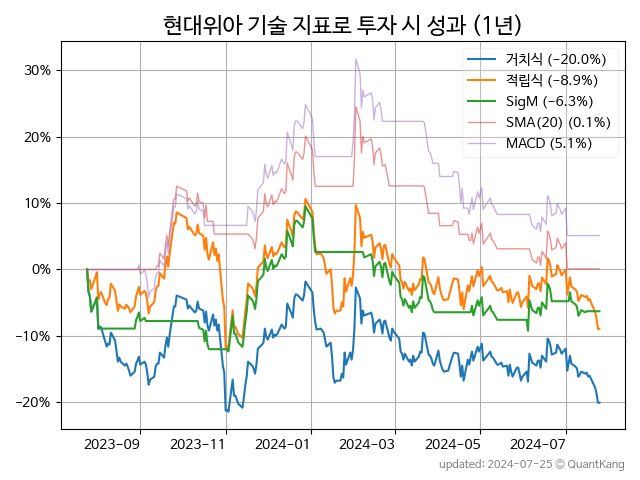 현대위아 기술 지표로 투자 시 성과 (1년)
거치식 (−20.0%)
적립식 (−8.9%)
SigM (−6.3%)
SMA(20) (0.1%)
MACD (5.1%)
30%
20%
10%
0%
−10%
−20%
2023-09
2023-11
2024-01
2024-03
2024-05
2024-07
updated: 2024-07-25 ⓒ QuantKang